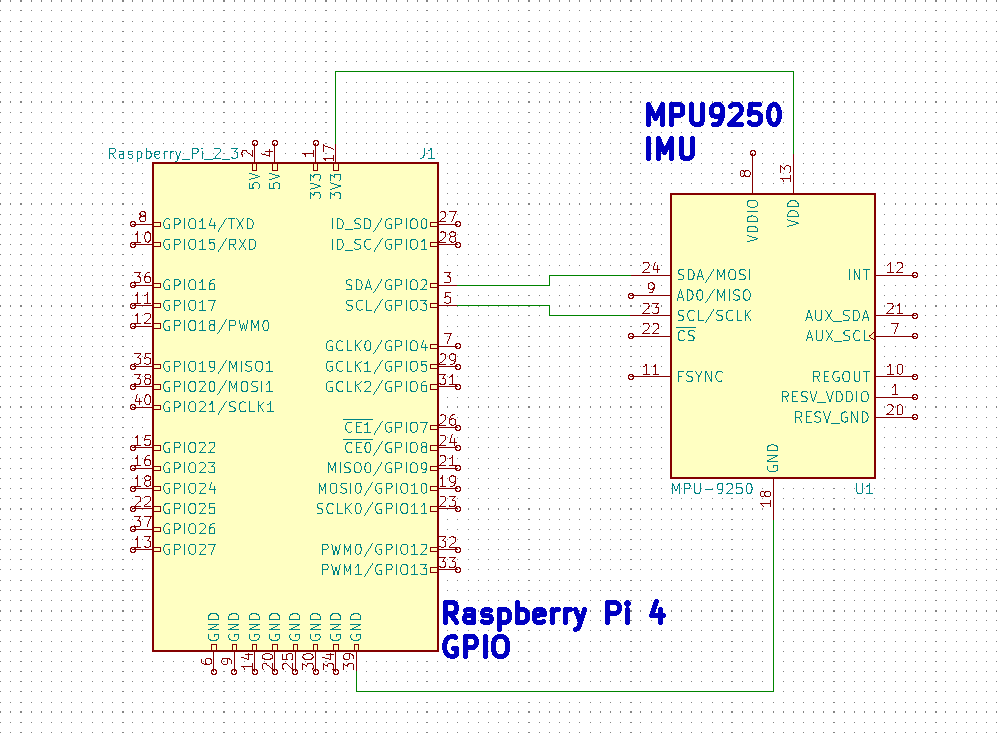 MPU9250
IMU
Raspberry_Pi_2_3
J1
2 4 1 17
5V 5V 3V3 3V3
8 GPIO14/TXD
10 GPIO15/RXD
36 GPIO16
11 GPIO17
12 GPIO18/PWM0
35 GPIO19/MISO1
38 GPIO20/MOSI1
40 GPIO21/SCLK1
15 GPIO22
16 GPIO23
18 GPIO24
22 GPIO25
37 GPIO26
13 GPIO27
ID_SD/GPIO0 27
ID_SC/GPIO1 28
SDA/GPIO2 3
SCL/GPIO3 5
GCLK0/GPIO4 7
GCLK1/GPIO5 29
GCLK2/GPIO6 31
CE1/GPIO7 26
CE0/GPIO8 24
MISO0/GPIO9 21
MOSI0/GPIO10 19
SCLK0/GPIO11 23
PWM0/GPIO12 32
PWM1/GPIO13 33
GND GND GND GND GND GND GND GND
6 9 14 20 25 30 34 39
Raspberry Pi 4
GPIO
8 13
VDDIO VDD
24 SDA/MOSI
9 AD0/MISO
23 SCL/SCLK
22 CS
11 FSYNC
INT 12
AUX_SDA 21
AUX_SCL 7
REGOUT 10
RESV_VDDIO 1
RESV_GND 20
GND
18
MPU-9250
U1